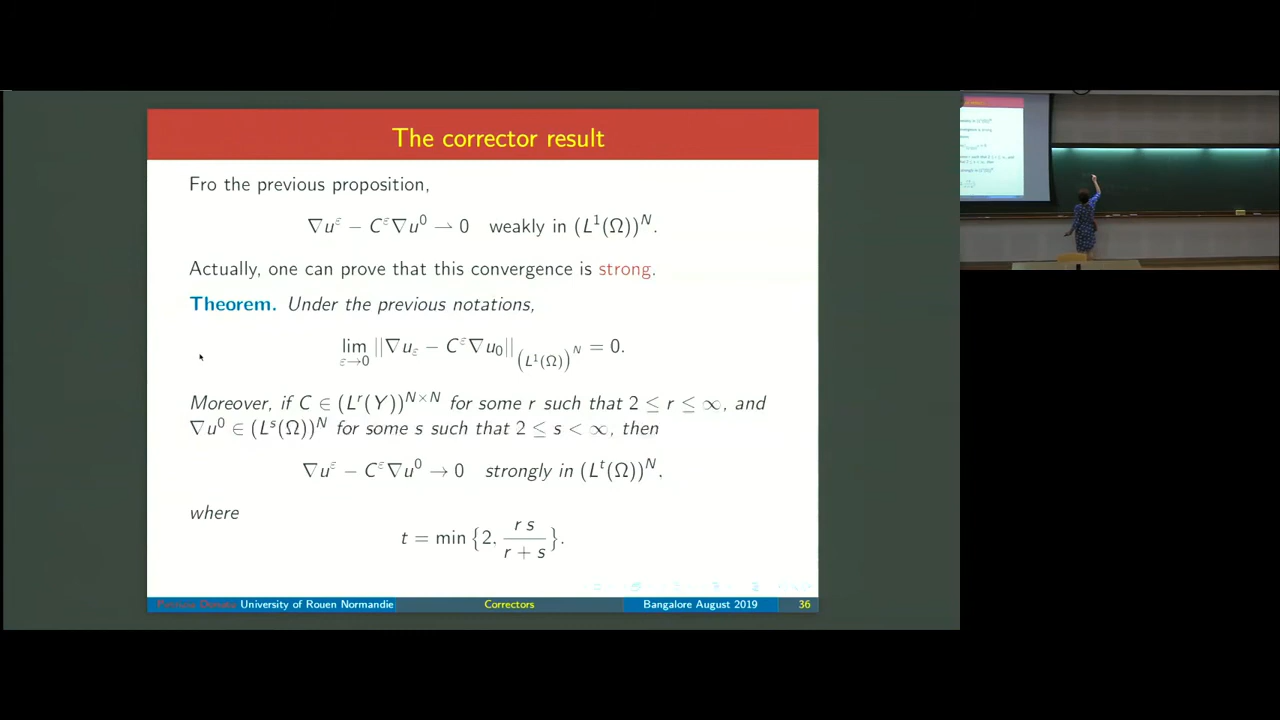 The corrector result
Fro the previous proposition,
∇u^ε − C^ε∇u^0 ⇀ 0 weakly in (L^1(Ω))^N.
Actually, one can prove that this convergence is strong.
Theorem. Under the previous notations,
lim_{ε→0} ||∇u_ε − C^ε∇u_0||_{(L^1(Ω))^N} = 0.
Moreover, if C ∈ (L^r(Y))^{N×N} for some r such that 2 ≤ r ≤ ∞, and
∇u^0 ∈ (L^s(Ω))^N for some s such that 2 ≤ s < ∞, then
∇u^ε − C^ε∇u^0 → 0 strongly in (L^t(Ω))^N.
where
t = min {2, \frac{r s}{r + s}}.
University of Rouen Normandie Correctors Bangalore August 2019 36